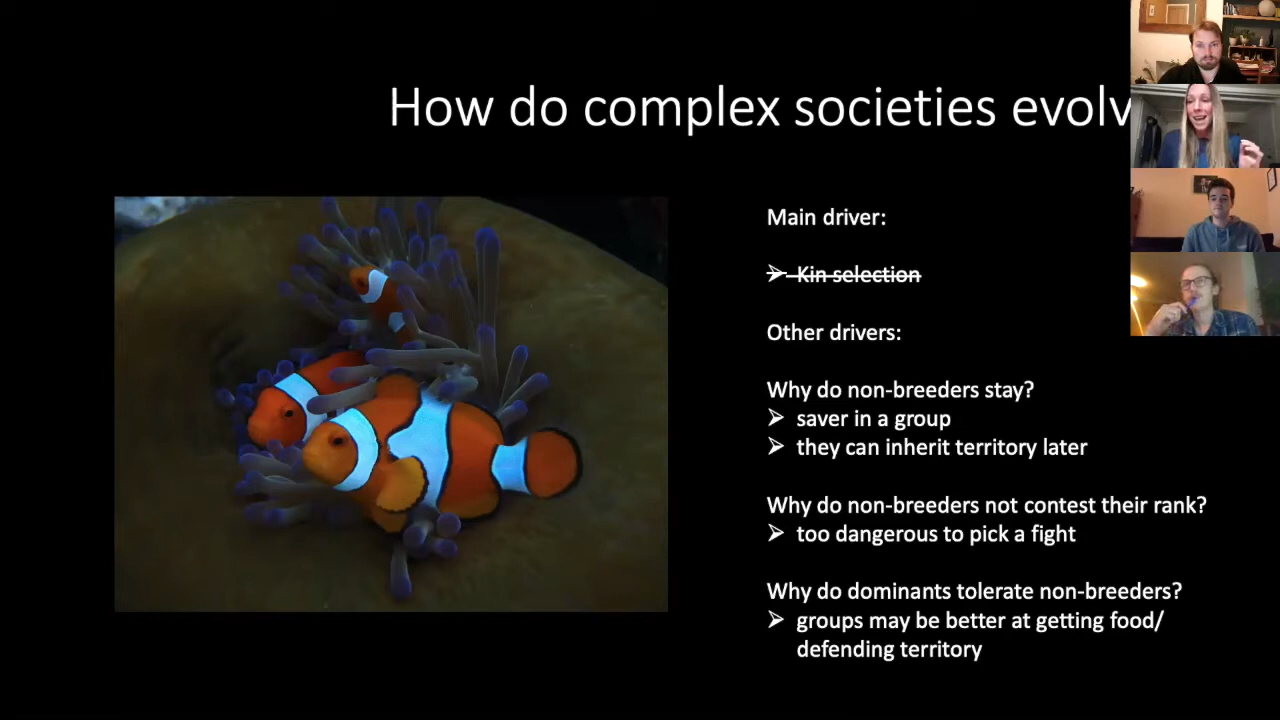 How do complex societies evolv
Main driver:
➢ Kin selection
Other drivers:
Why do non-breeders stay?
➢ saver in a group
➢ they can inherit territory later
Why do non-breeders not contest their rank?
➢ too dangerous to pick a fight
Why do dominants tolerate non-breeders?
➢ groups may be better at getting food/
defending territory